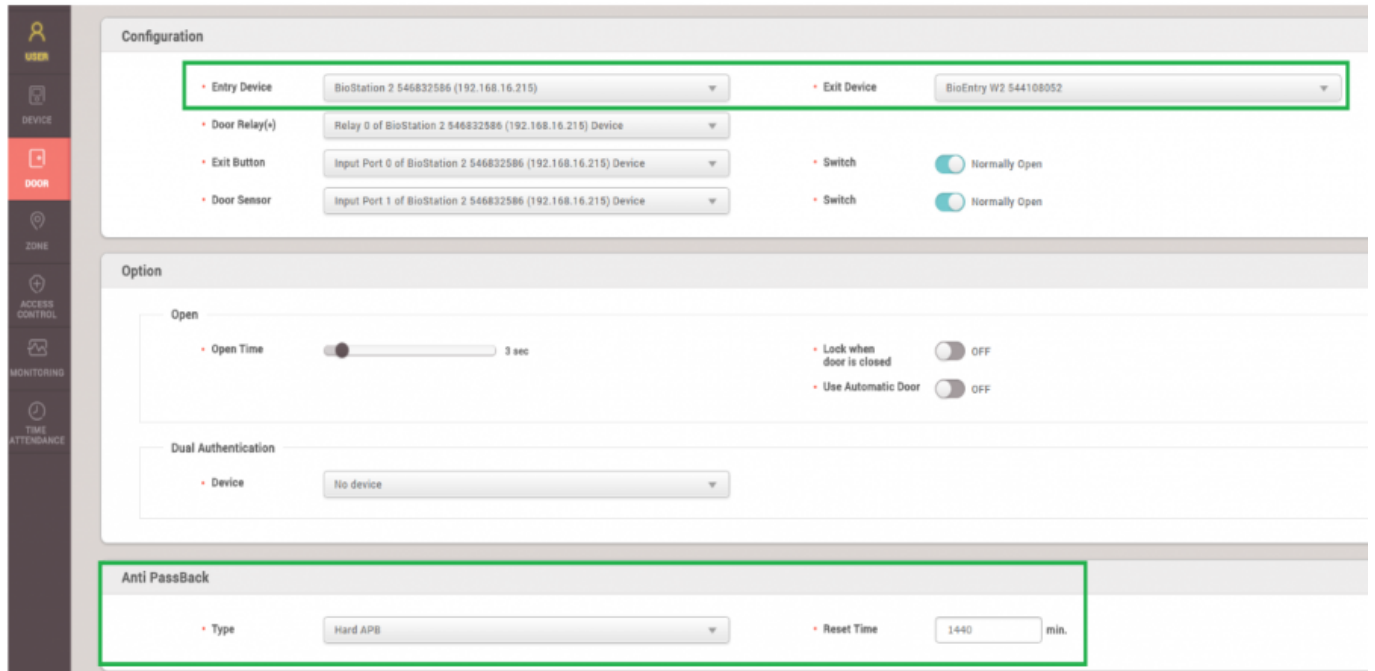 USER
DEVICE
DOOR
ZONE
ACCESS
CONTROL
MONITORING
TIME
ATTENDANCE
Configuration
Entry Device BioStation 2 546832586 (192.168.16.215) Exit Device BioEntry W2 544108052
Door Relay(+) Relay 0 of BioStation 2 546832586 (192.168.16.215) Device
Exit Button Input Port 0 of BioStation 2 546832586 (192.168.16.215) Device Switch Normally Open
Door Sensor Input Port 1 of BioStation 2 546832586 (192.168.16.215) Device Switch Normally Open
Option
Open
Open Time 3 sec Lock when
door is closed OFF
Use Automatic Door OFF
Dual Authentication
Device No device
Anti PassBack
Type Hard APB Reset Time 1440 min.